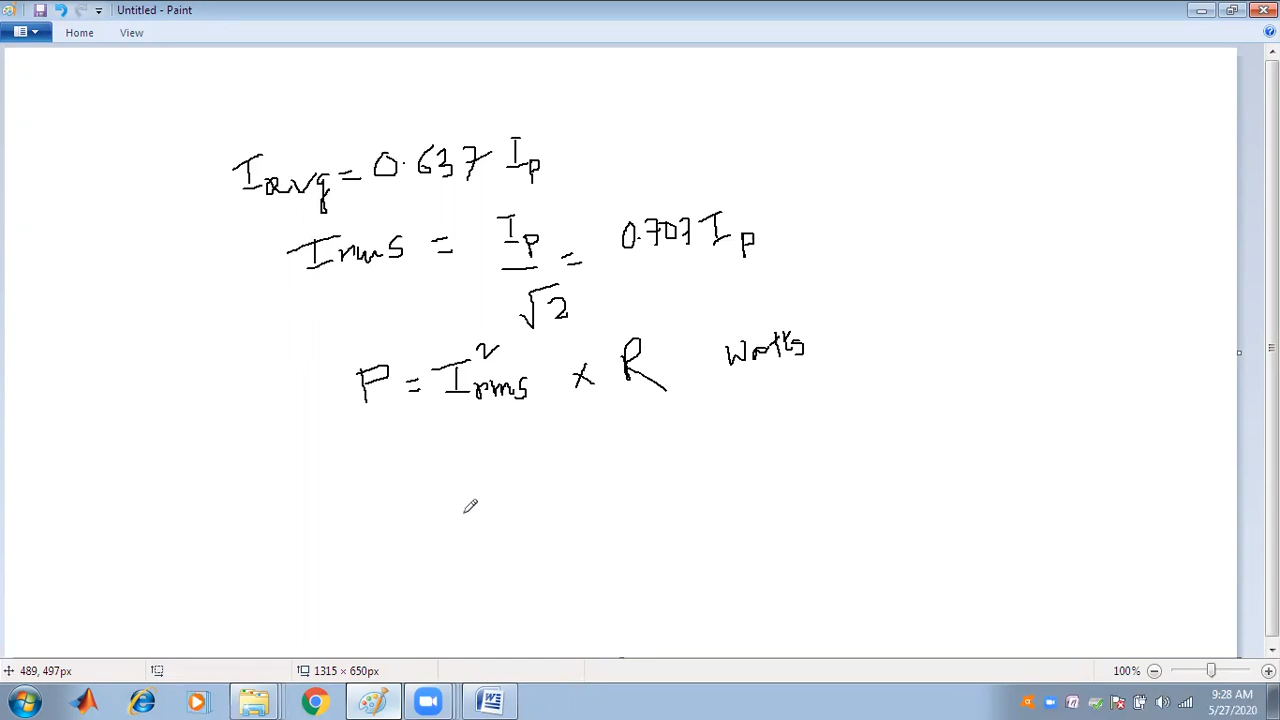 Untitled - Paint
Home View
Iavg = 0.637 Ip
Irms = Ip/√2 = 0.707 Ip
P = I²rms × R watts
489, 497px 1315 × 650px 100%
9:28 AM
5/27/2020